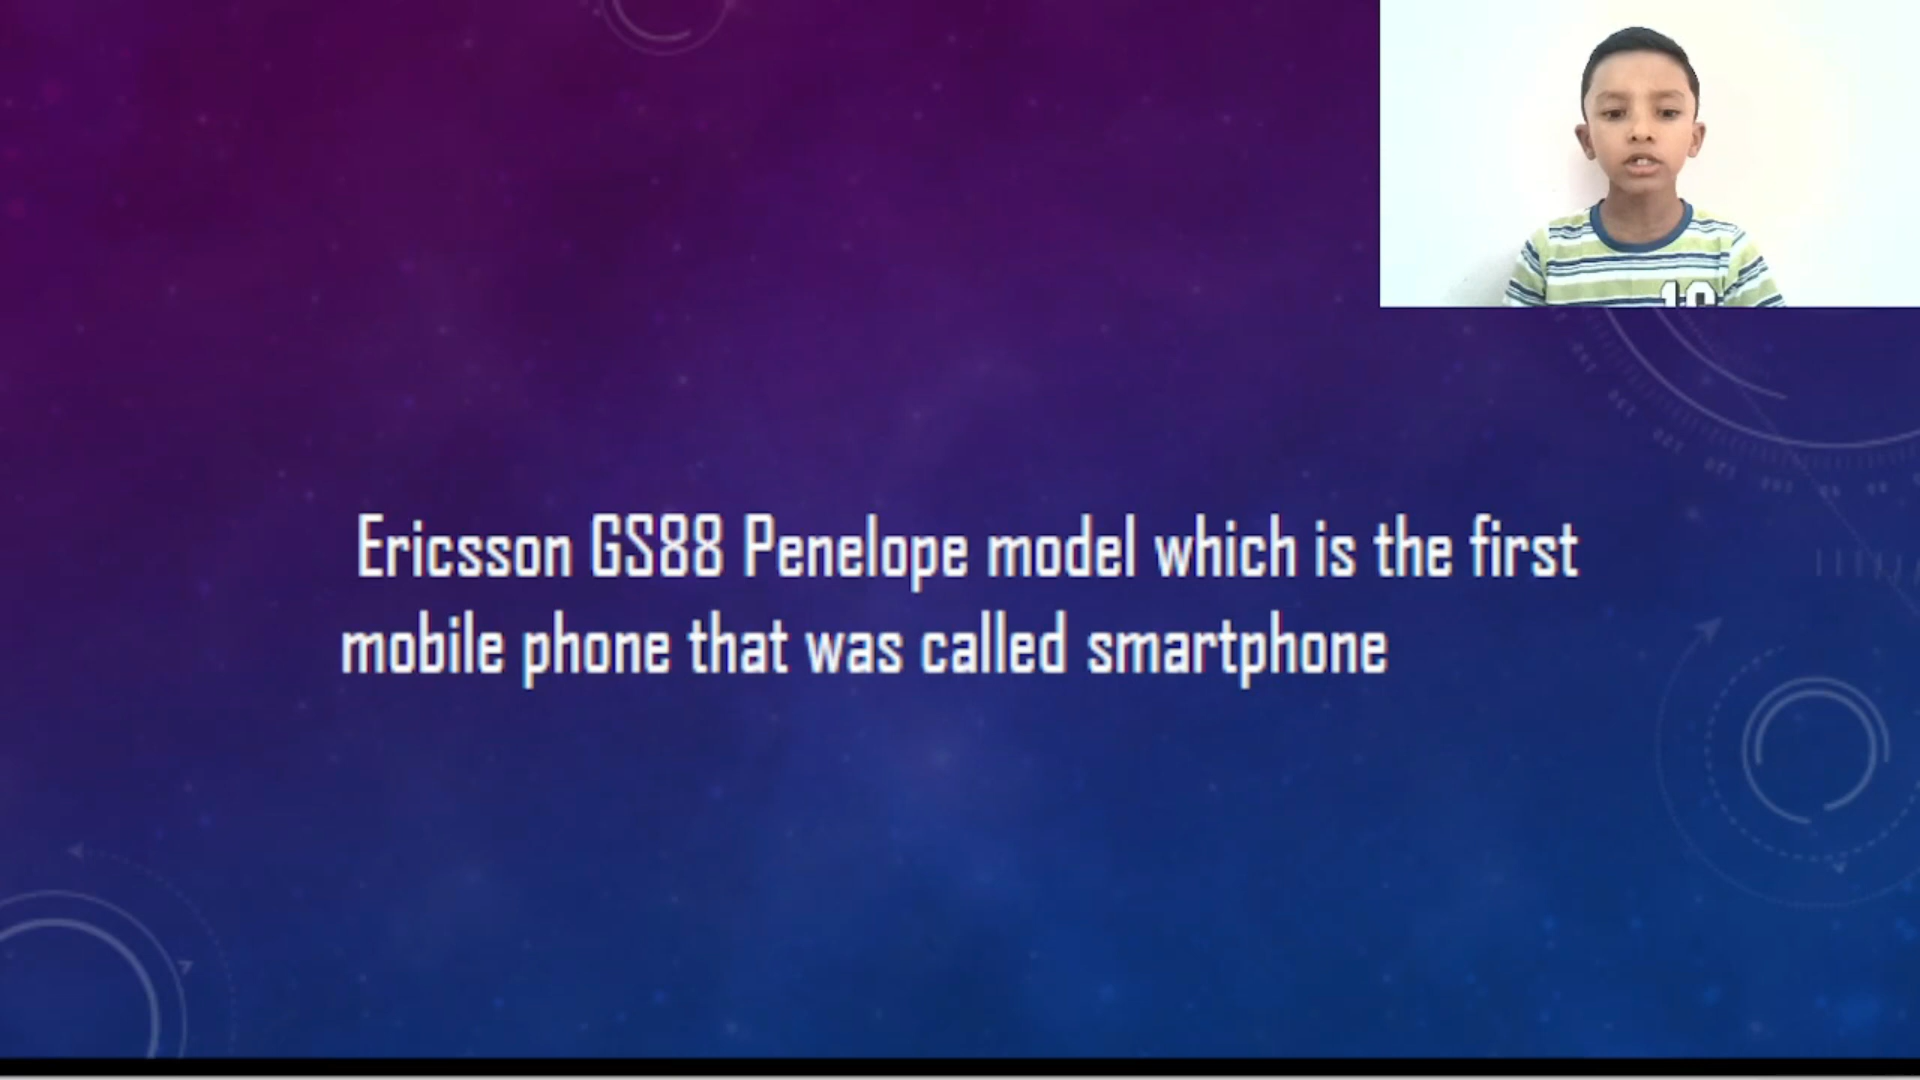 Ericsson GS88 Penelope model which is the first
mobile phone that was called smartphone